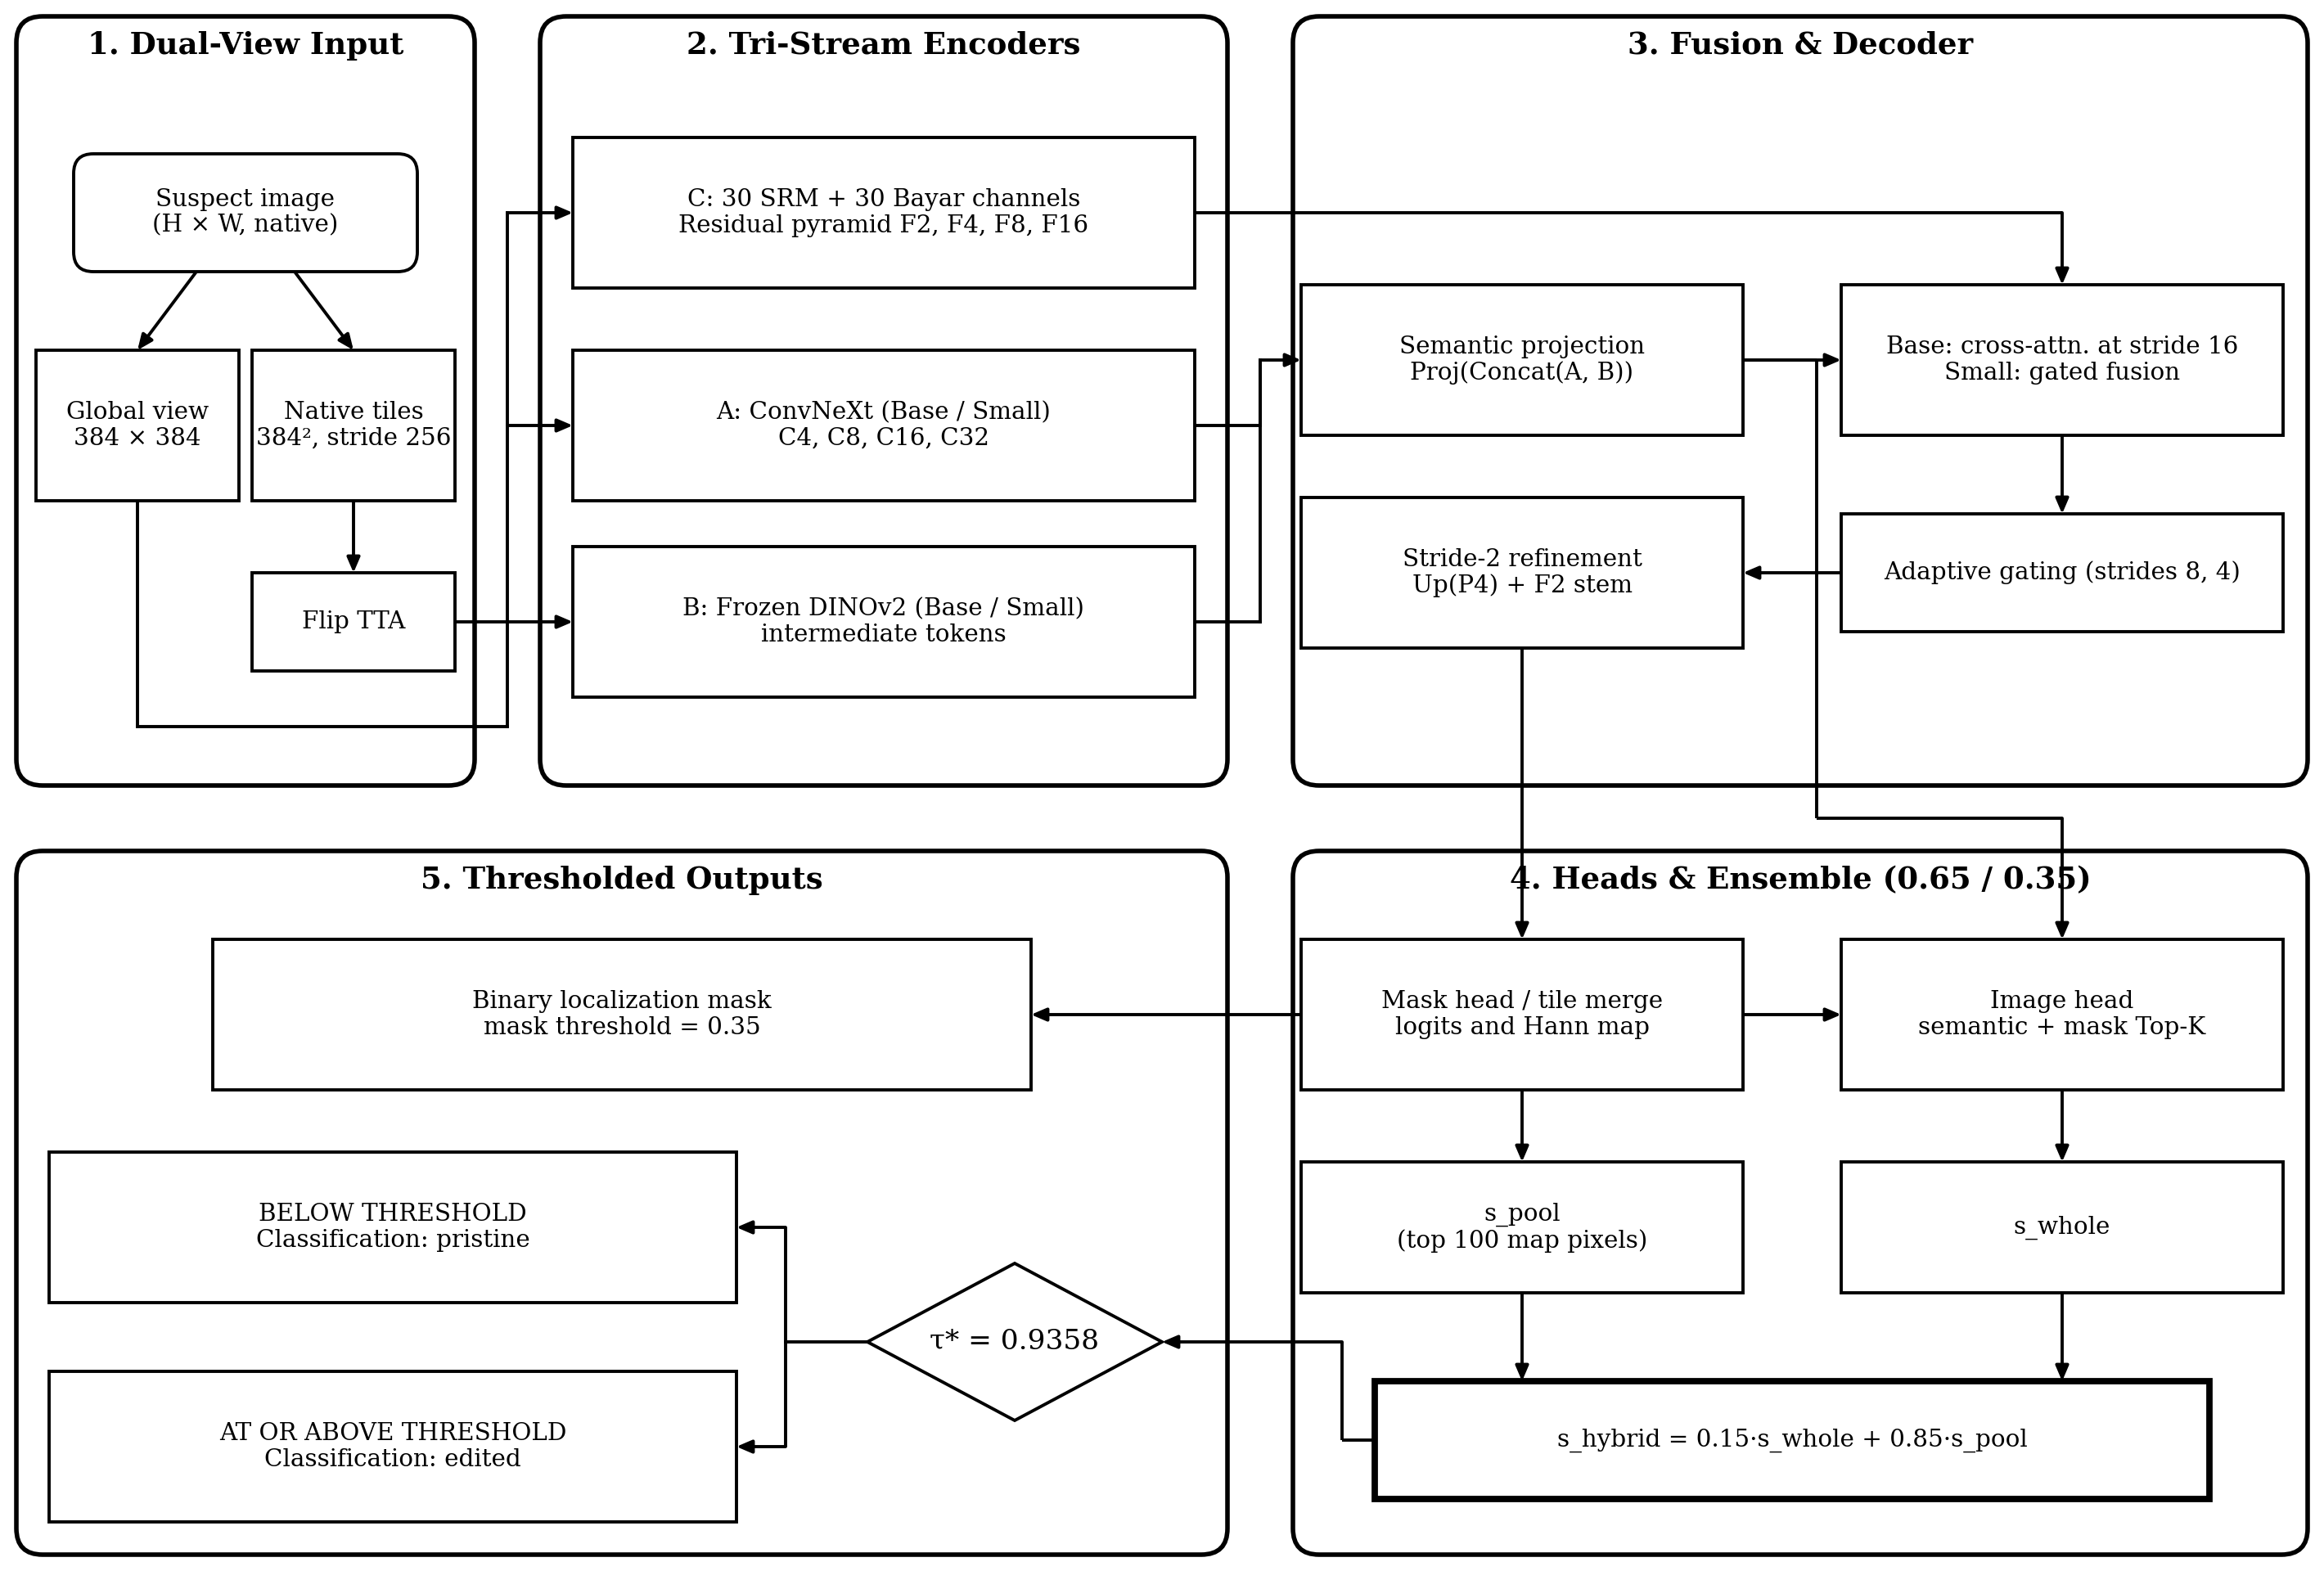 1. Dual-View Input
Suspect image
(H × W, native)
Global view
384 × 384
Native tiles
384², stride 256
Flip TTA
2. Tri-Stream Encoders
C: 30 SRM + 30 Bayar channels
Residual pyramid F2, F4, F8, F16
A: ConvNeXt (Base / Small)
C4, C8, C16, C32
B: Frozen DINOv2 (Base / Small)
intermediate tokens
3. Fusion & Decoder
Semantic projection
Proj(Concat(A, B))
Base: cross-attn. at stride 16
Small: gated fusion
Stride-2 refinement
Up(P4) + F2 stem
Adaptive gating (strides 8, 4)
4. Heads & Ensemble (0.65 / 0.35)
Mask head / tile merge
logits and Hann map
Image head
semantic + mask Top-K
s_pool
(top 100 map pixels)
s_whole
s_hybrid = 0.15·s_whole + 0.85·s_pool
5. Thresholded Outputs
Binary localization mask
mask threshold = 0.35
BELOW THRESHOLD
Classification: pristine
τ* = 0.9358
AT OR ABOVE THRESHOLD
Classification: edited